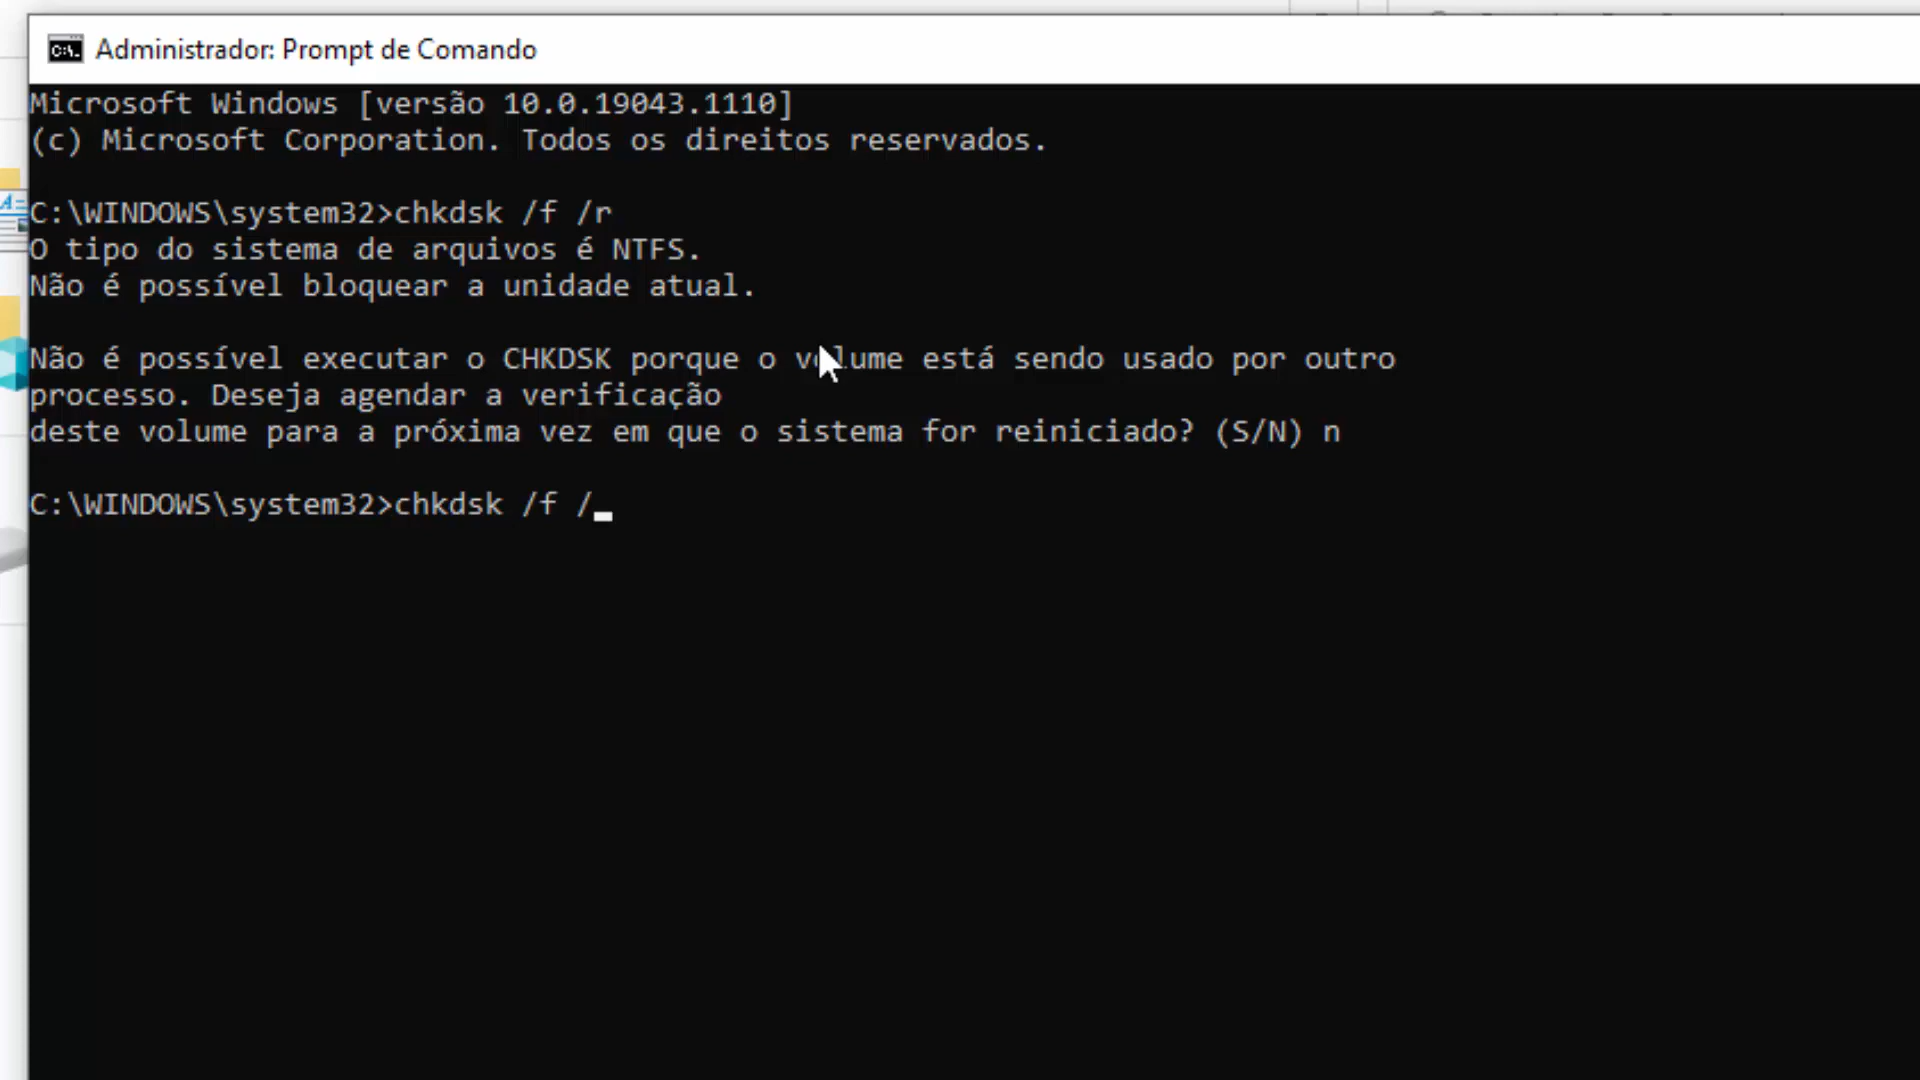 Administrador: Prompt de Comando
Microsoft Windows [versão 10.0.19043.1110]
(c) Microsoft Corporation. Todos os direitos reservados.
C:\WINDOWS\system32>chkdsk /f /r
O tipo do sistema de arquivos é NTFS.
Não é possível bloquear a unidade atual.
Não é possível executar o CHKDSK porque o volume está sendo usado por outro
processo. Deseja agendar a verificação
deste volume para a próxima vez em que o sistema for reiniciado? (S/N) n
C:\WINDOWS\system32>chkdsk /f /